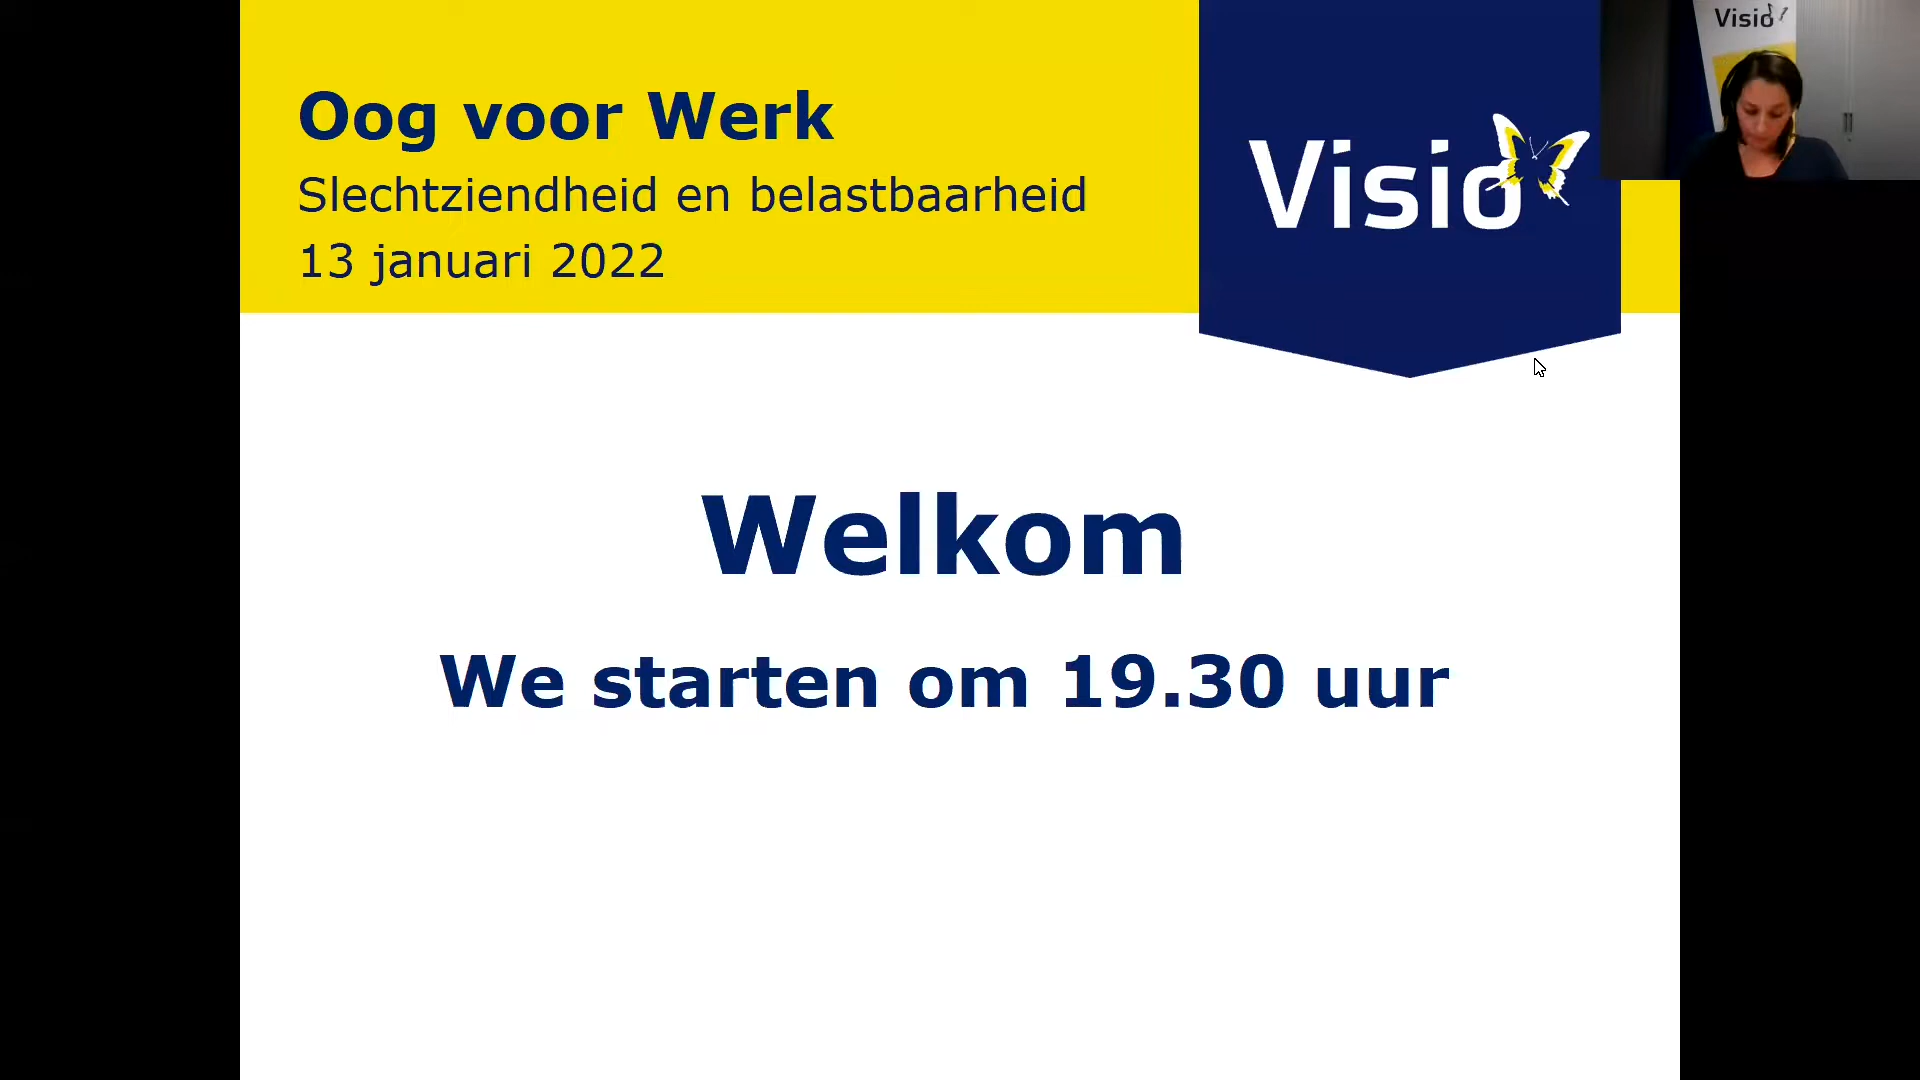 Oog voor Werk
Slechtziendheid en belastbaarheid
13 januari 2022
Visio
Visio
Welkom
We starten om 19.30 uur